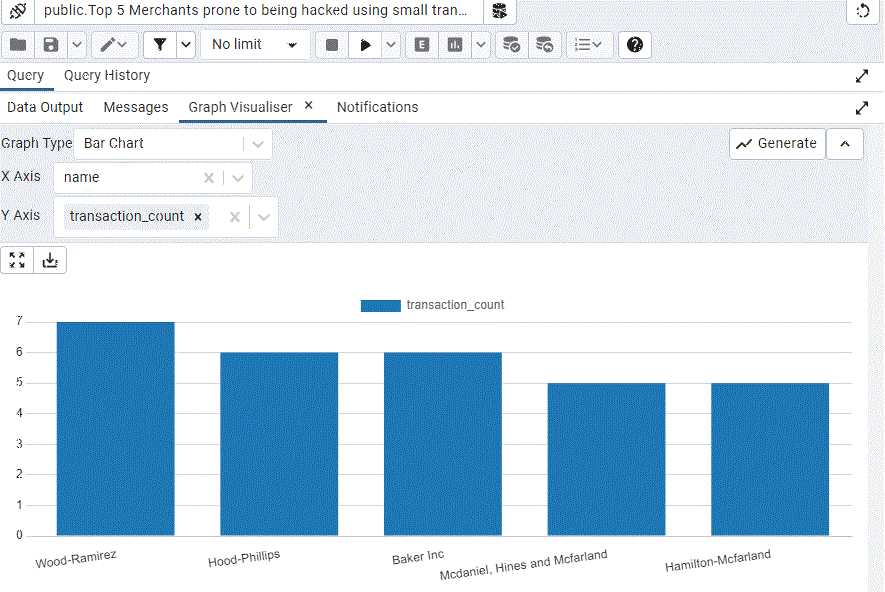 public.Top 5 Merchants prone to being hacked using small tran...
No limit
E
Query Query History
Data Output Messages Graph Visualiser × Notifications
Graph Type Bar Chart Generate
X Axis name
Y Axis transaction_count ×
transaction_count
7
6
5
4
3
2
1
0
Wood-Ramirez Hood-Phillips Baker Inc Mcdaniel, Hines and Mcfarland Hamilton-Mcfarland